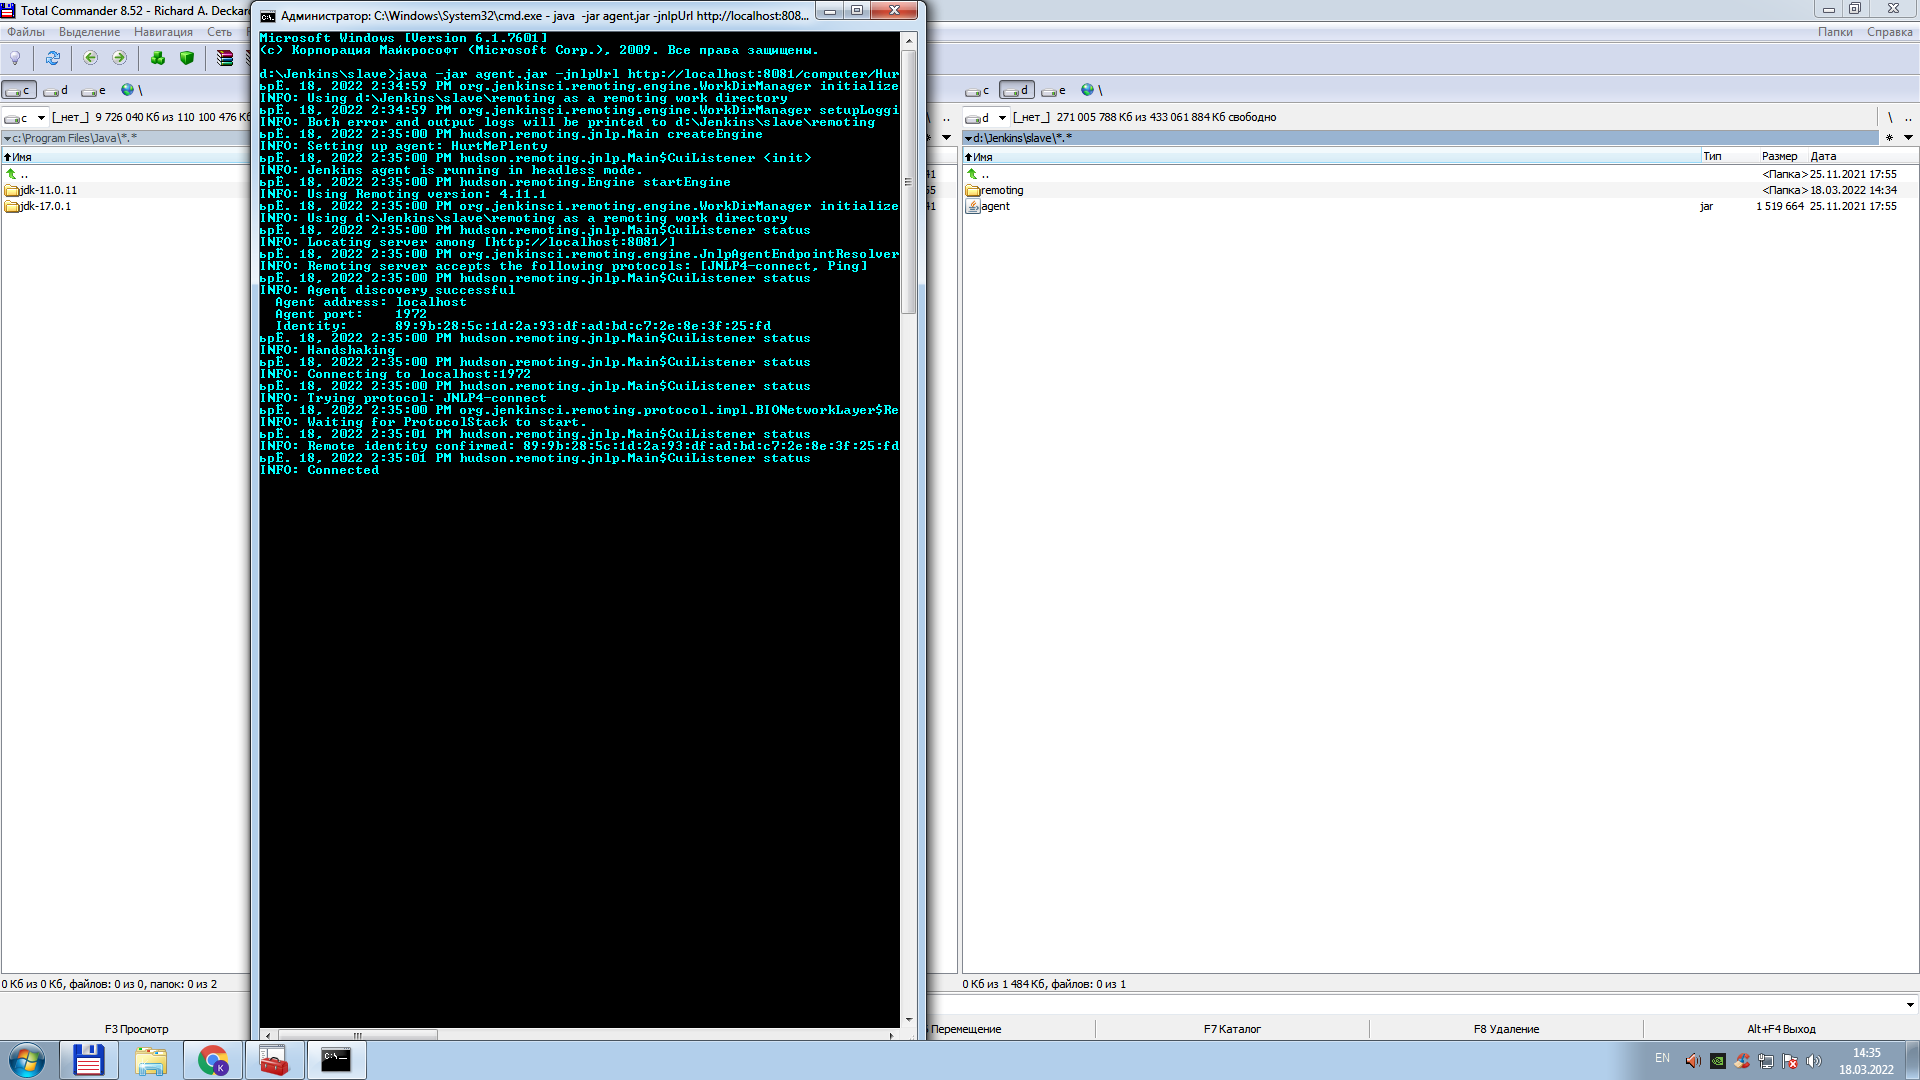 Total Commander 8.52 - Richard A. Deckard
Файлы Выделение Навигация Сеть
Папки Справка
c d e \
c [_нет_] 9 726 040 Кб из 110 100 476 Кб
c:\Program Files\Java\*.*
Имя
..
jdk-11.0.11
jdk-17.0.1
0 Кб из 0 Кб, файлов: 0 из 0, папок: 0 из 2
F3 Просмотр
Администратор: C:\Windows\System32\cmd.exe - java -jar agent.jar -jnlpUrl http://localhost:808...
Microsoft Windows [Version 6.1.7601]
(c) Корпорация Майкрософт (Microsoft Corp.), 2009. Все права защищены.
d:\Jenkins\slave>java -jar agent.jar -jnlpUrl http://localhost:8081/computer/Hur
ьрЁ. 18, 2022 2:34:59 PM org.jenkinsci.remoting.engine.WorkDirManager initialize
INFO: Using d:\Jenkins\slave\remoting as a remoting work directory
ьрЁ. 18, 2022 2:34:59 PM org.jenkinsci.remoting.engine.WorkDirManager setupLoggi
INFO: Both error and output logs will be printed to d:\Jenkins\slave\remoting
ьрЁ. 18, 2022 2:35:00 PM hudson.remoting.jnlp.Main createEngine
INFO: Setting up agent: HurtMePlenty
ьрЁ. 18, 2022 2:35:00 PM hudson.remoting.jnlp.Main$CuiListener <init>
INFO: Jenkins agent is running in headless mode.
ьрЁ. 18, 2022 2:35:00 PM hudson.remoting.Engine startEngine
INFO: Using Remoting version: 4.11.1
ьрЁ. 18, 2022 2:35:00 PM org.jenkinsci.remoting.engine.WorkDirManager initialize
INFO: Using d:\Jenkins\slave\remoting as a remoting work directory
ьрЁ. 18, 2022 2:35:00 PM hudson.remoting.jnlp.Main$CuiListener status
INFO: Locating server among [http://localhost:8081/]
ьрЁ. 18, 2022 2:35:00 PM org.jenkinsci.remoting.engine.JnlpAgentEndpointResolver
INFO: Remoting server accepts the following protocols: [JNLP4-connect, Ping]
ьрЁ. 18, 2022 2:35:00 PM hudson.remoting.jnlp.Main$CuiListener status
INFO: Agent discovery successful
Agent address: localhost
Agent port: 1972
Identity: 89:9b:28:5c:1d:2a:93:df:ad:bd:c7:2e:8e:3f:25:fd
ьрЁ. 18, 2022 2:35:00 PM hudson.remoting.jnlp.Main$CuiListener status
INFO: Handshaking
ьрЁ. 18, 2022 2:35:00 PM hudson.remoting.jnlp.Main$CuiListener status
INFO: Connecting to localhost:1972
ьрЁ. 18, 2022 2:35:00 PM hudson.remoting.jnlp.Main$CuiListener status
INFO: Trying protocol: JNLP4-connect
ьрЁ. 18, 2022 2:35:00 PM org.jenkinsci.remoting.protocol.impl.BIONetworkLayer$Re
INFO: Waiting for ProtocolStack to start.
ьрЁ. 18, 2022 2:35:01 PM hudson.remoting.jnlp.Main$CuiListener status
INFO: Remote identity confirmed: 89:9b:28:5c:1d:2a:93:df:ad:bd:c7:2e:8e:3f:25:fd
ьрЁ. 18, 2022 2:35:01 PM hudson.remoting.jnlp.Main$CuiListener status
INFO: Connected
\ ..
41
55
41
c d e \
d [_нет_] 271 005 788 Кб из 433 061 884 Кб свободно \ ..
d:\Jenkins\slave\*.* *
Имя Тип Размер Дата
.. <Папка> 25.11.2021 17:55
remoting <Папка> 18.03.2022 14:34
agent jar 1 519 664 25.11.2021 17:55
0 Кб из 1 484 Кб, файлов: 0 из 1
Перемещение F7 Каталог F8 Удаление Alt+F4 Выход
C:\_
K
EN
14:35
18.03.2022